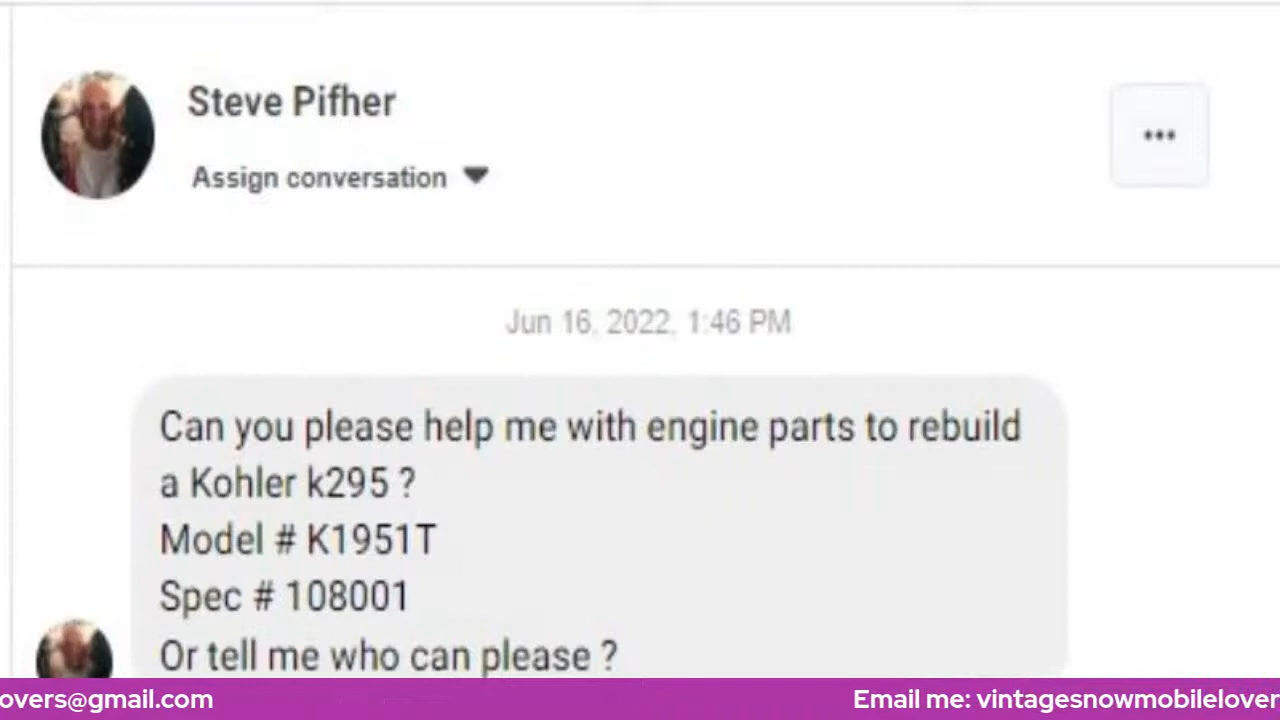 Steve Pifher
Assign conversation
Jun 16, 2022, 1:46 PM
Can you please help me with engine parts to rebuild
a Kohler k295 ?
Model # K1951T
Spec # 108001
Or tell me who can please ?
overs@gmail.com Email me: vintagesnowmobilelover